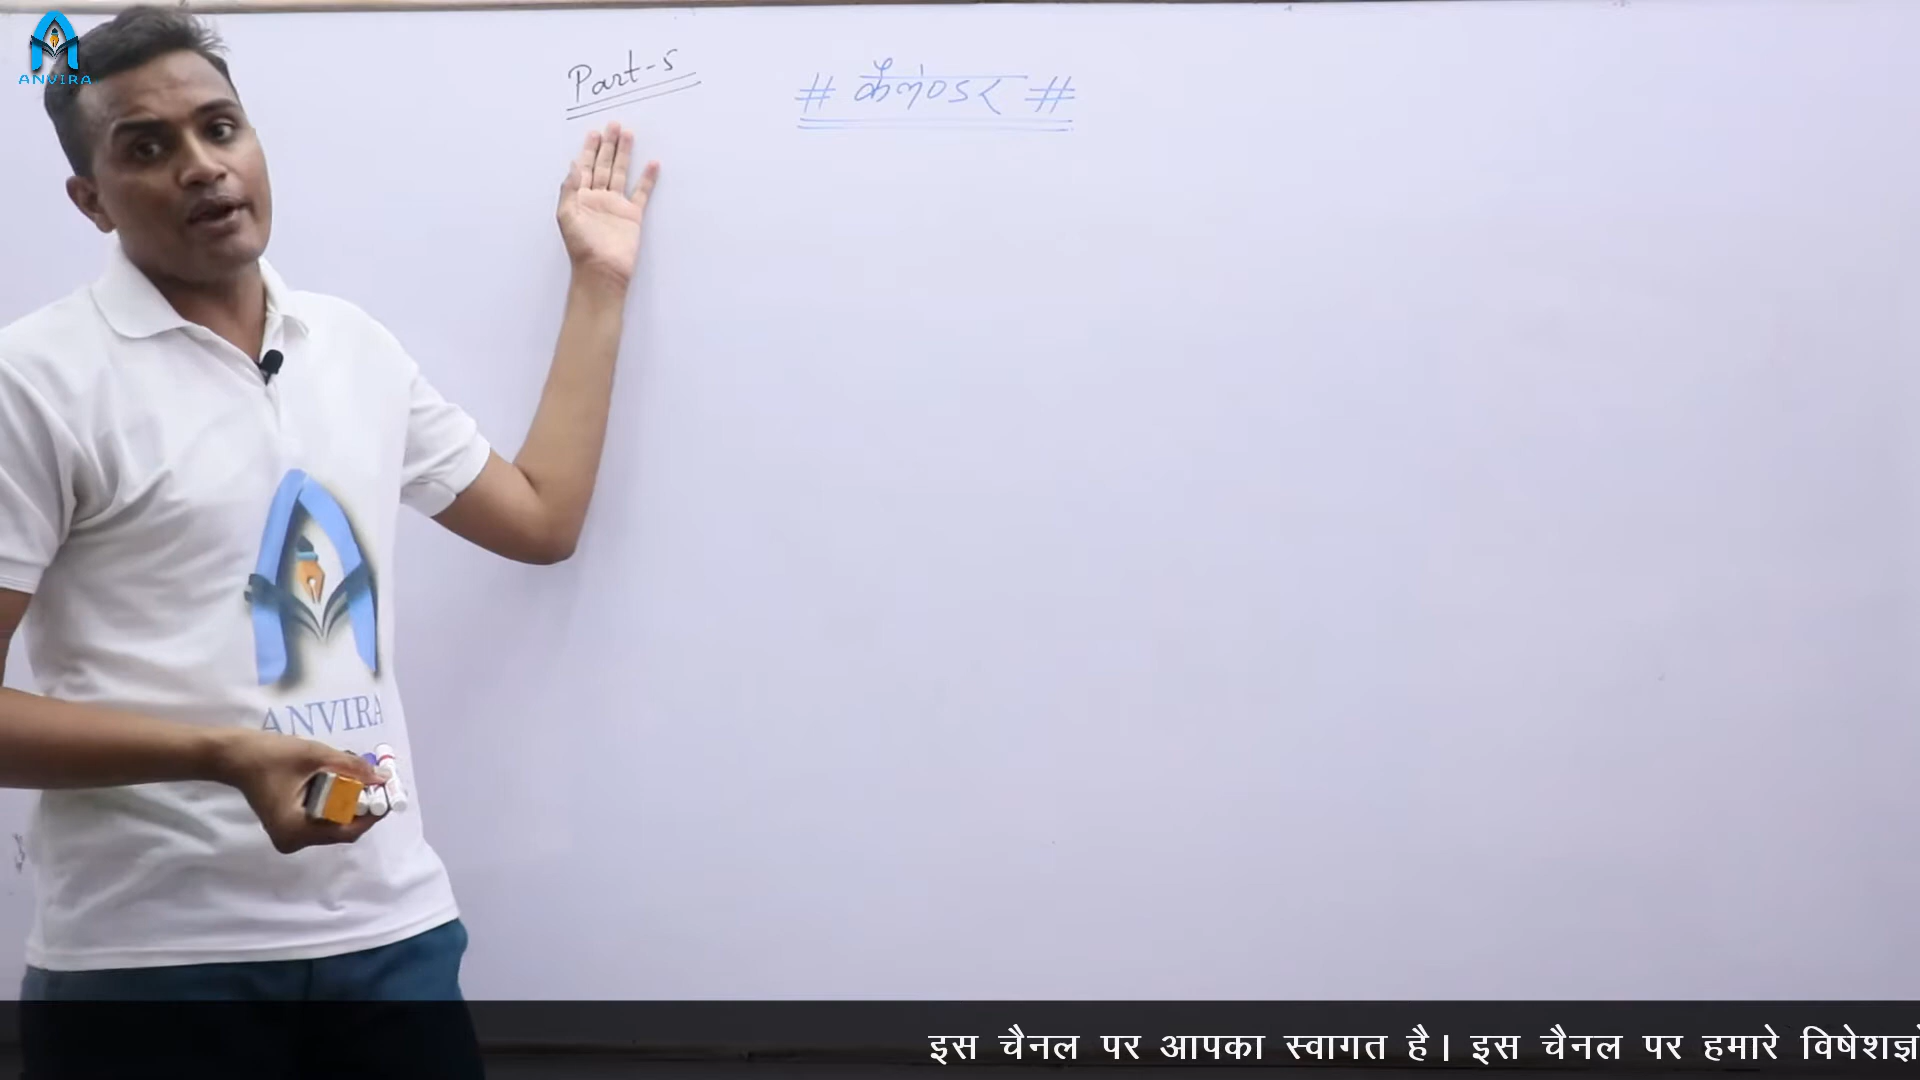 ANVIRA
Part-5
# कैलेण्डर #
ANVIRA
इस चैनल पर आपका स्वागत है। इस चैनल पर हमारे विषेशज्ञो